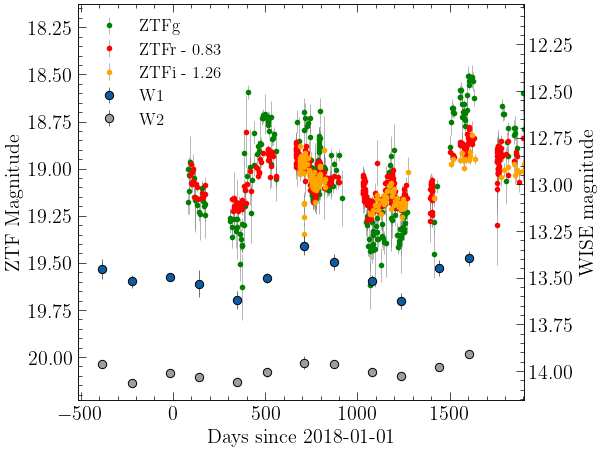 ZTFg
ZTFr - 0.83
ZTFi - 1.26
W1
W2
18.25
18.50
18.75
19.00
19.25
19.50
19.75
20.00
ZTF Magnitude
12.25
12.50
12.75
13.00
13.25
13.50
13.75
14.00
WISE magnitude
−500 0 500 1000 1500
Days since 2018-01-01